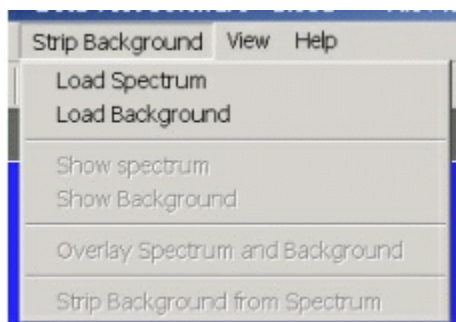 Strip Background View Help
Load Spectrum
Load Background
Show spectrum
Show Background
Overlay Spectrum and Background
Strip Background from Spectrum